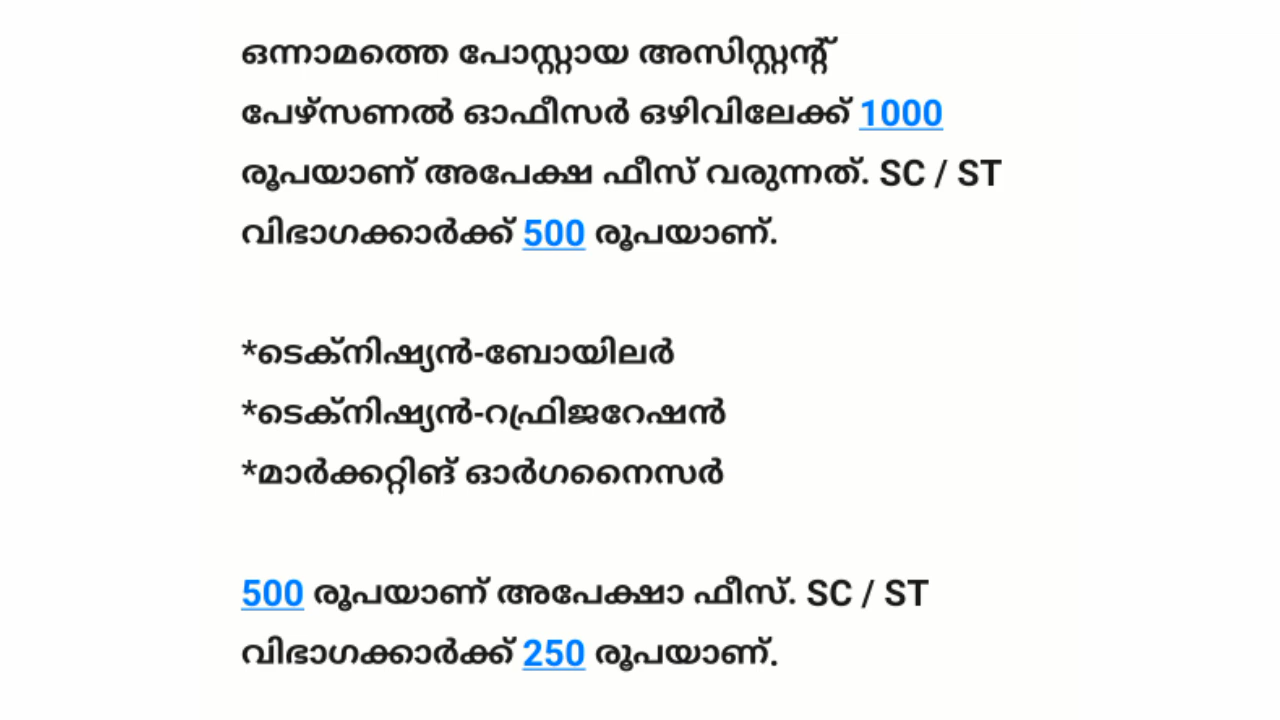 ഒന്നാമത്തെ പോസ്റ്റായ അസിസ്റ്റന്റ്
പേഴ്സണൽ ഓഫീസർ ഒഴിവിലേക്ക് 1000
രൂപയാണ് അപേക്ഷ ഫീസ് വരുന്നത്. SC / ST
വിഭാഗക്കാർക്ക് 500 രൂപയാണ്.
*ടെക്നിഷ്യൻ-ബോയിലർ
*ടെക്നിഷ്യൻ-റഫ്രിജറേഷൻ
*മാർക്കറ്റിങ് ഓർഗനൈസർ
500 രൂപയാണ് അപേക്ഷാ ഫീസ്. SC / ST
വിഭാഗക്കാർക്ക് 250 രൂപയാണ്.